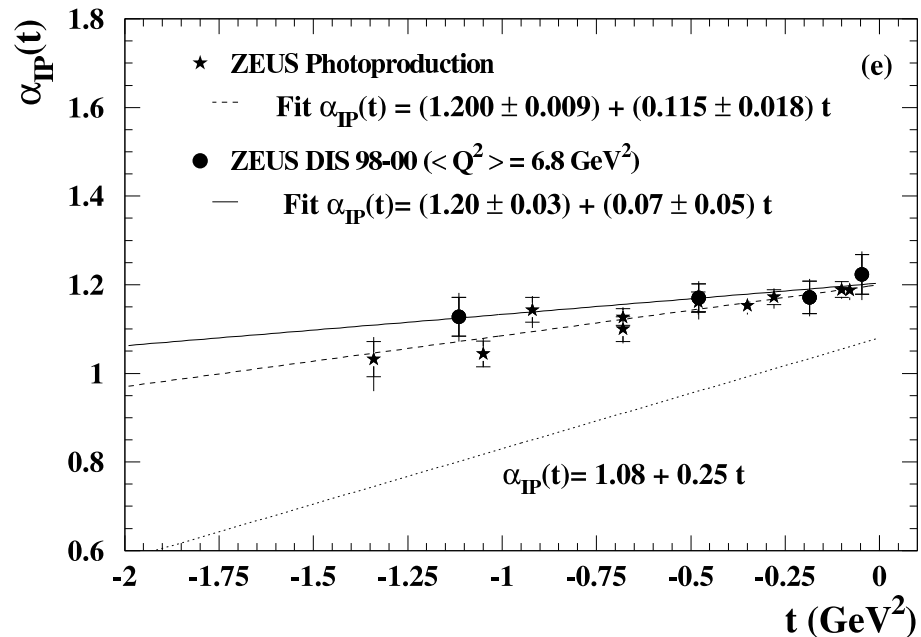 α_IP(t)
1.8
1.6
1.4
1.2
1
0.8
0.6
(e)
★ ZEUS Photoproduction
Fit α_IP(t) = (1.200 ± 0.009) + (0.115 ± 0.018) t
● ZEUS DIS 98-00 (< Q² > = 6.8 GeV²)
Fit α_IP(t)= (1.20 ± 0.03) + (0.07 ± 0.05) t
α_IP(t)= 1.08 + 0.25 t
-2 -1.75 -1.5 -1.25 -1 -0.75 -0.5 -0.25 0
t (GeV²)